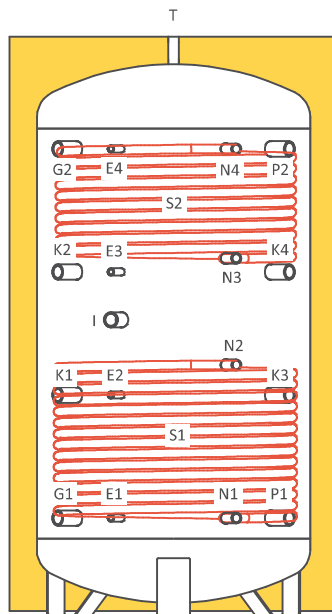 T
G2 E4 N4 P2
S2
K2 E3 K4
N3
I
N2
K1 E2 K3
S1
G1 E1 N1 P1